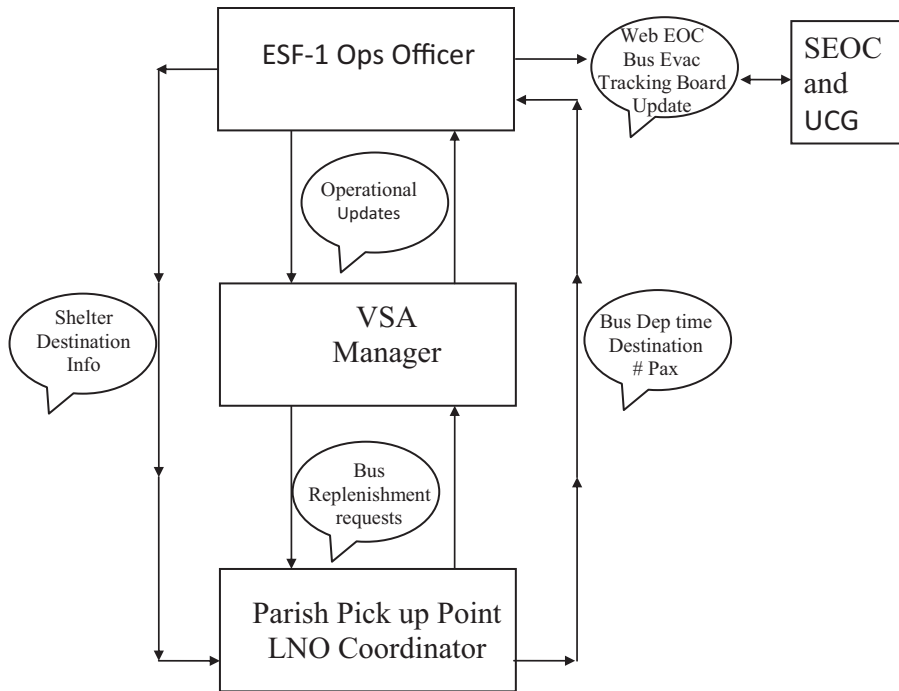 ESF-1 Ops Officer
Web EOC
Bus Evac
Tracking Board
Update
SEOC
and
UCG
Operational
Updates
Shelter
Destination
Info
VSA
Manager
Bus Dep time
Destination
# Pax
Bus
Replenishment
requests
Parish Pick up Point
LNO Coordinator